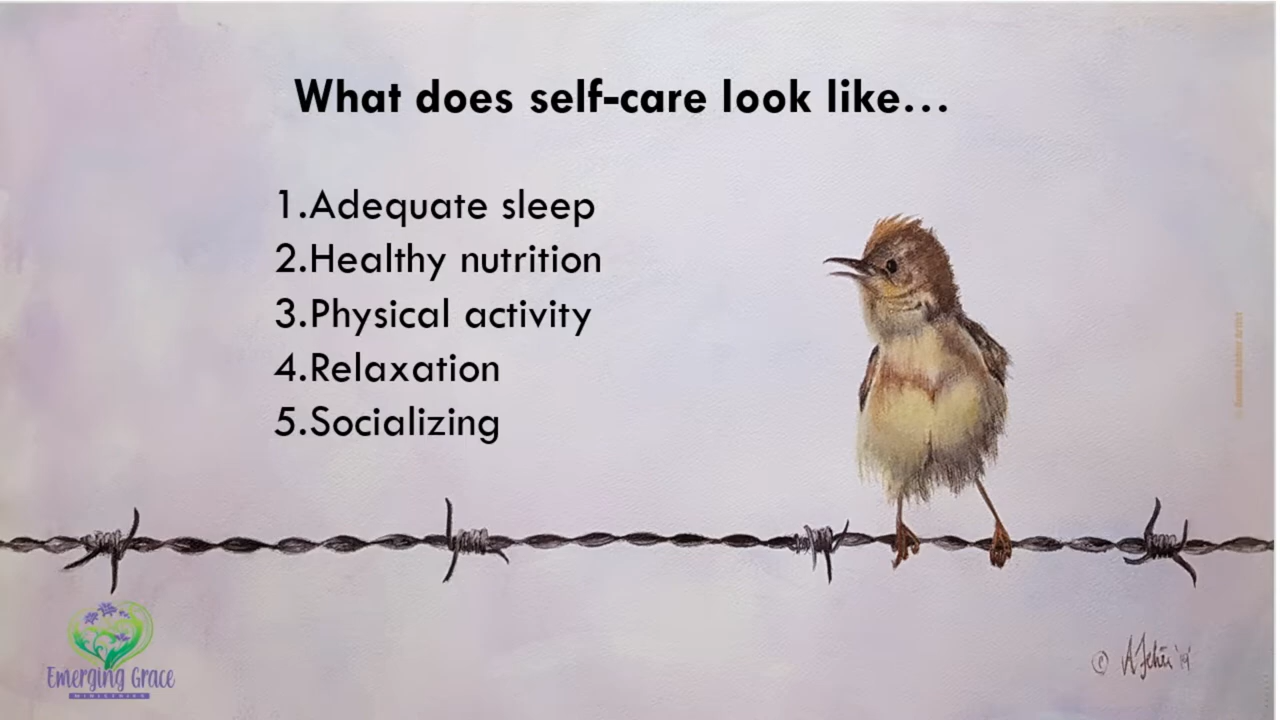 What does self-care look like...
1.Adequate sleep
2.Healthy nutrition
3.Physical activity
4.Relaxation
5.Socializing
Emerging Grace
MINISTRIES